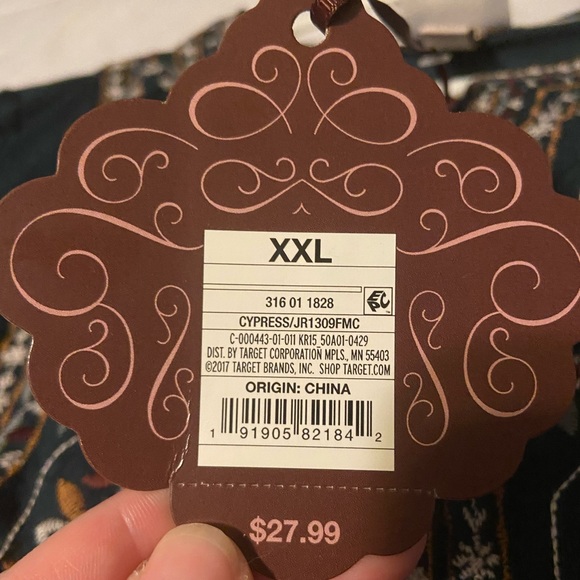 XXL
316 01 1828
CYPRESS/JR1309FMC
C-000443-01-011 KR15_50A01-0429
DIST. BY TARGET CORPORATION MPLS., MN 55403
©2017 TARGET BRANDS, INC. SHOP TARGET.COM
ORIGIN: CHINA
1 91905 82184 2
$27.99